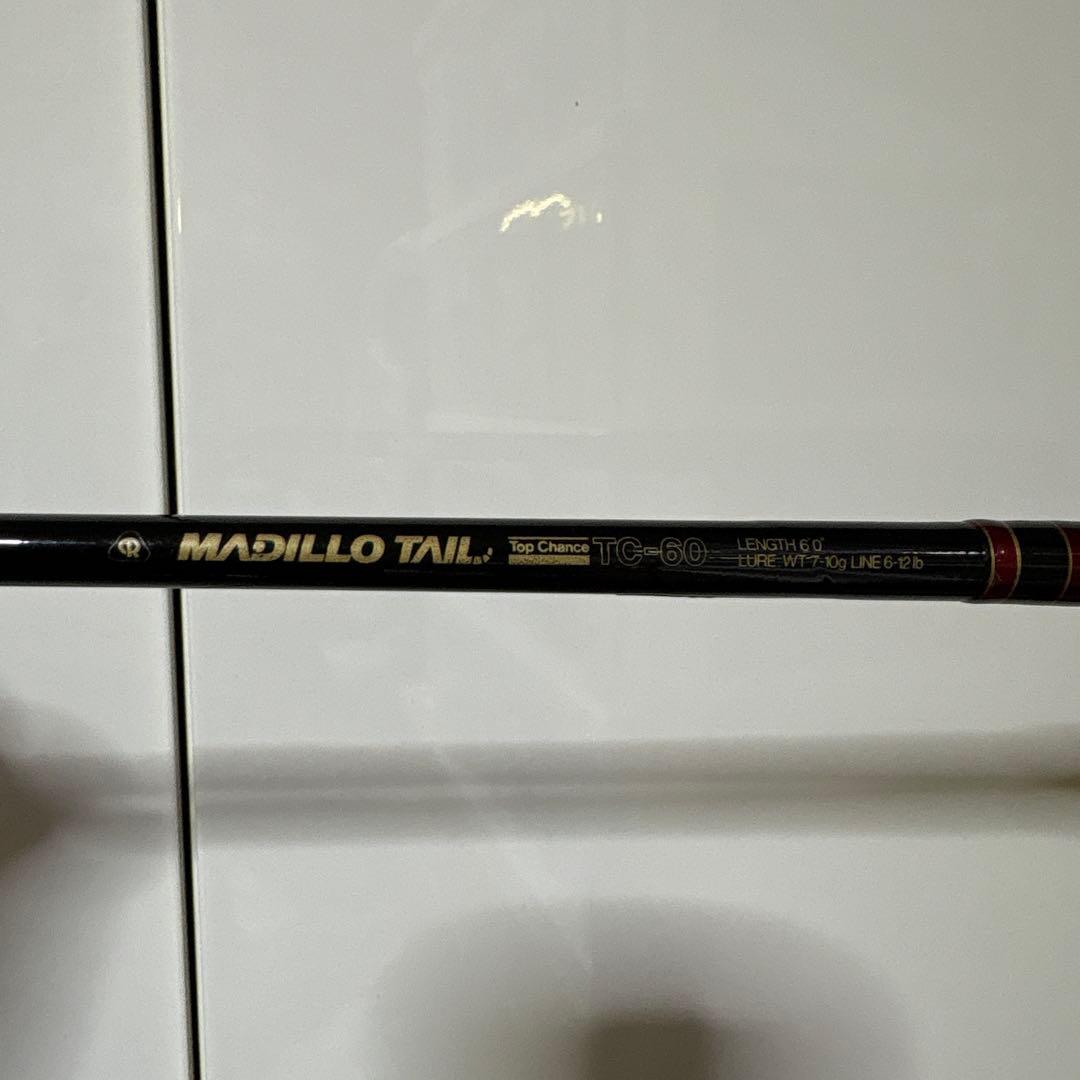 MADILLO TAIL
Top Chance
TC-60
LENGTH 6'0"
LURE WT 7-10g LINE 6-12 lb